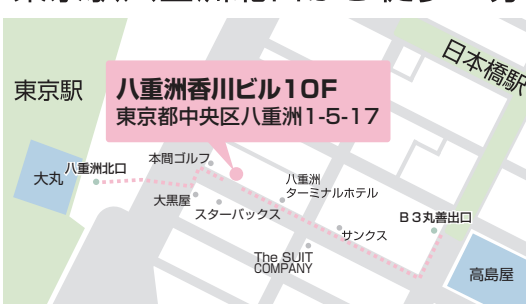 日本橋駅
東京駅
八重洲香川ビル10F
東京都中央区八重洲1-5-17
本間ゴルフ
八重洲北口
大丸
八重洲
ターミナルホテル
大黒屋
スターバックス
B3丸善出口
サンクス
The SUIT
COMPANY
高島屋